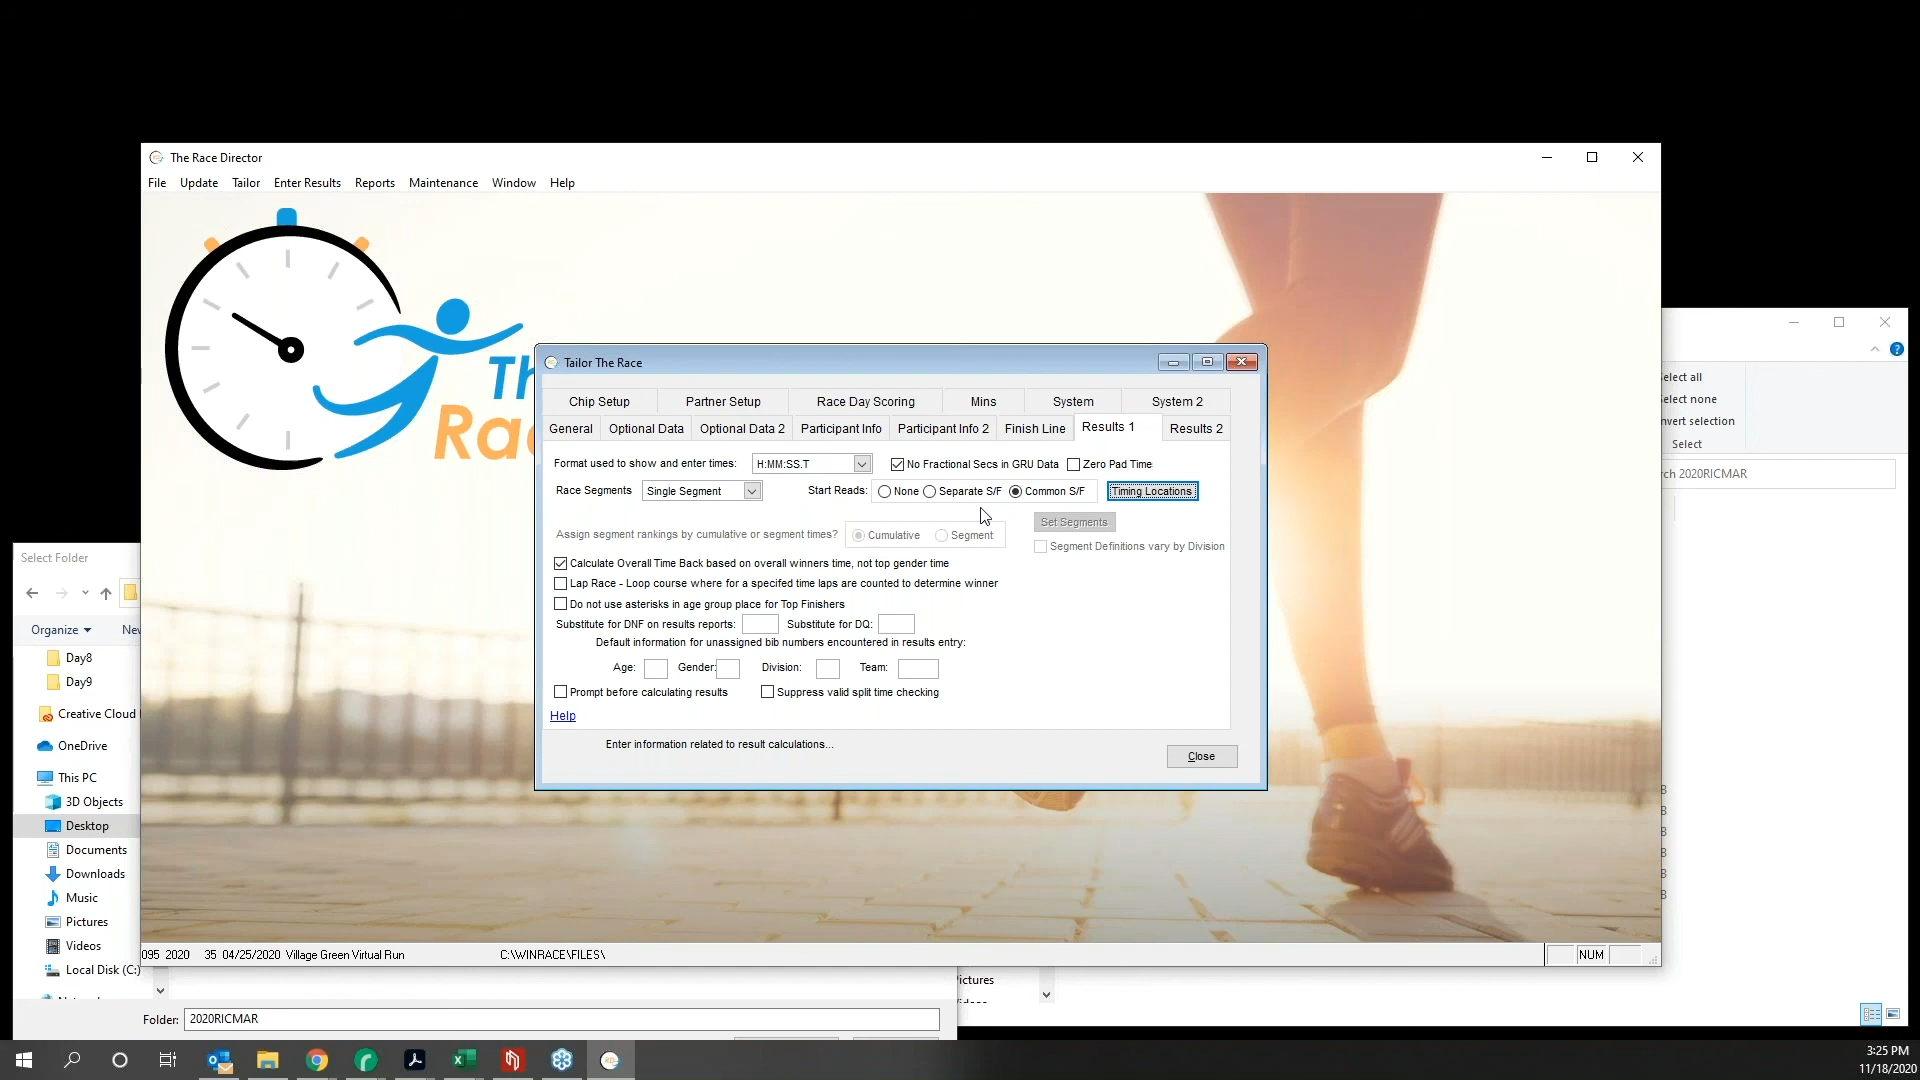 The Race Director
File Update Tailor Enter Results Reports Maintenance Window Help
Tailor The Race
Chip Setup Partner Setup Race Day Scoring Mins System System 2
General Optional Data Optional Data 2 Participant Info Participant Info 2 Finish Line Results 1 Results 2
Format used to show and enter times: H:MM:SS.T No Fractional Secs in GRU Data Zero Pad Time
Race Segments Single Segment Start Reads: None Separate S/F Common S/F Timing Locations
Set Segments
Assign segment rankings by cumulative or segment times? Cumulative Segment
Segment Definitions vary by Division
Calculate Overall Time Back based on overall winners time, not top gender time
Lap Race - Loop course where for a specifed time laps are counted to determine winner
Do not use asterisks in age group place for Top Finishers
Substitute for DNF on results reports: Substitute for DQ:
Default information for unassigned bib numbers encountered in results entry:
Age: Gender: Division: Team:
Prompt before calculating results Suppress valid split time checking
Help
Enter information related to result calculations...
Close
095 2020 35 04/25/2020 Village Green Virtual Run C:\WINRACE\FILES\ NUM
Select Folder
Organize
Day8
Day9
Creative Cloud
OneDrive
This PC
3D Objects
Desktop
Documents
Downloads
Music
Pictures
Videos
Local Disk (C:)
Folder: 2020RICMAR
Select all
Select none
Invert selection
Select
2020RICMAR
Pictures
3:25 PM
11/18/2020